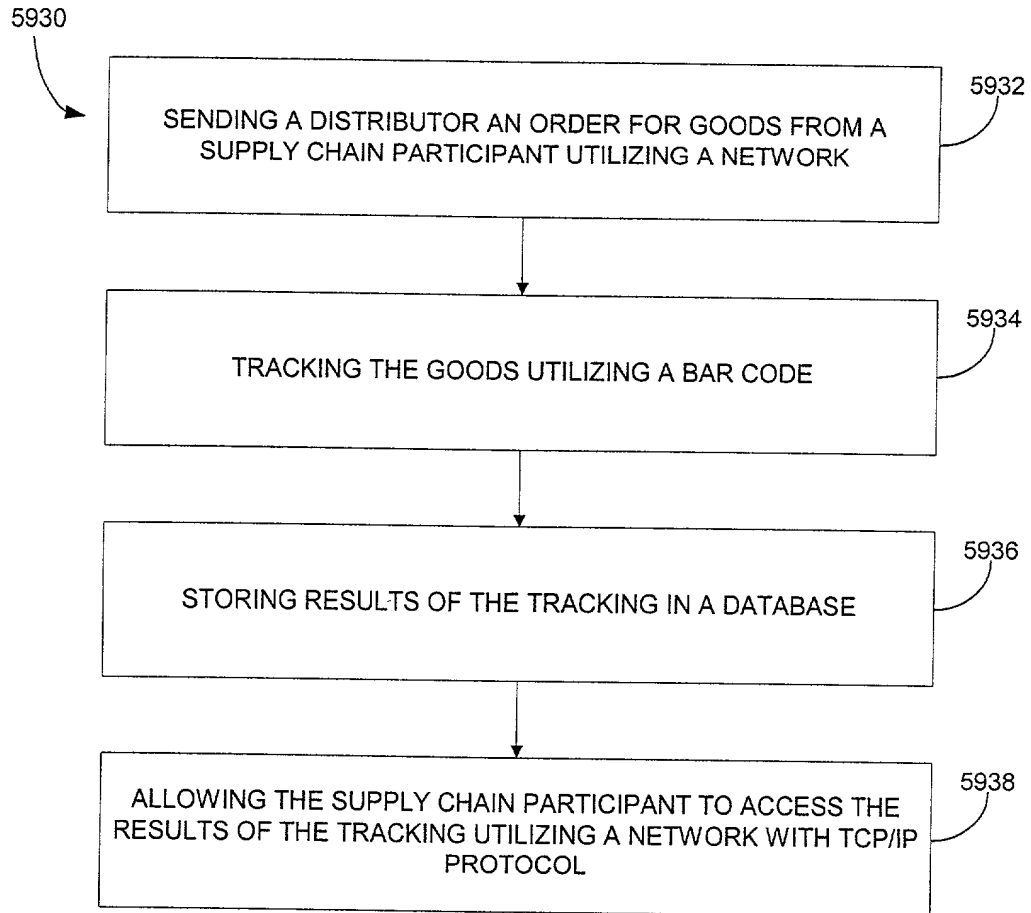 5930
5932
SENDING A DISTRIBUTOR AN ORDER FOR GOODS FROM A
SUPPLY CHAIN PARTICIPANT UTILIZING A NETWORK
5934
TRACKING THE GOODS UTILIZING A BAR CODE
5936
STORING RESULTS OF THE TRACKING IN A DATABASE
5938
ALLOWING THE SUPPLY CHAIN PARTICIPANT TO ACCESS THE
RESULTS OF THE TRACKING UTILIZING A NETWORK WITH TCP/IP
PROTOCOL